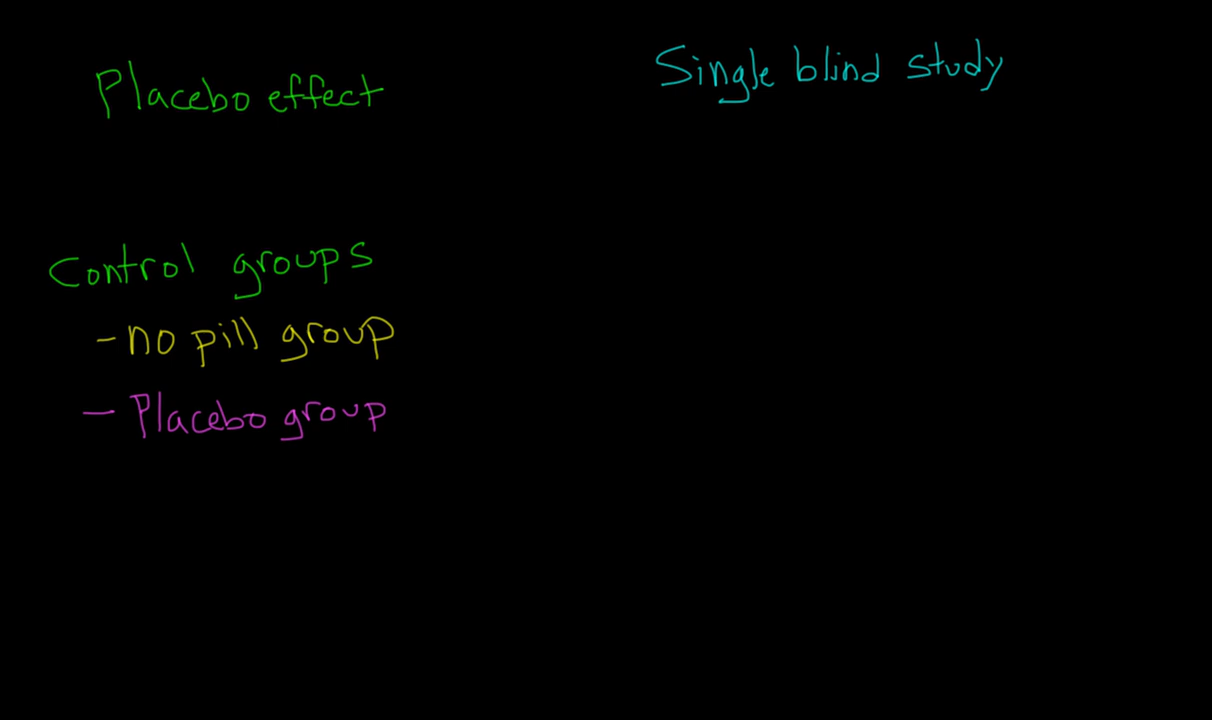 Placebo effect
Single blind study
Control groups
- no pill group
- Placebo group